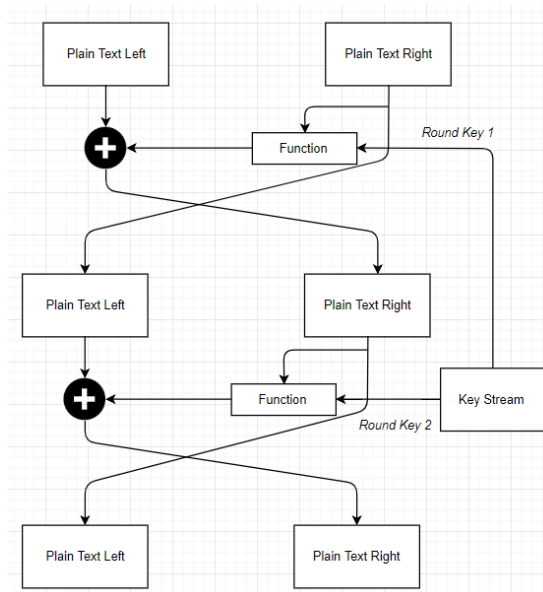 Plain Text Left
Plain Text Right
Round Key 1
Function
Plain Text Left
Plain Text Right
Function
Key Stream
Round Key 2
Plain Text Left
Plain Text Right